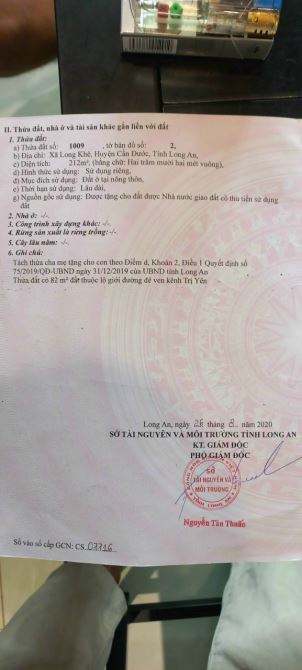 II. Thửa đất, nhà ở và tài sản khác gắn liền với đất
1. Thửa đất:
a) Thửa đất số: 1009 , tờ bản đồ số: 2,
b) Địa chỉ: Xã Long Khê, Huyện Cần Đước, Tỉnh Long An,
c) Diện tích: 212m², (bằng chữ: Hai trăm mười hai mét vuông),
d) Hình thức sử dụng: Sử dụng riêng,
đ) Mục đích sử dụng: Đất ở tại nông thôn,
e) Thời hạn sử dụng: Lâu dài,
g) Nguồn gốc sử dụng: Được tặng cho đất được Nhà nước giao đất có thu tiền sử dụng
đất
2. Nhà ở: -/-.
3. Công trình xây dựng khác: -/-.
4. Rừng sản xuất là rừng trồng: -/-.
5. Cây lâu năm: -/-.
6. Ghi chú:
Tách thửa cha mẹ tặng cho con theo Điểm d, Khoản 2, Điều 1 Quyết định số
75/2019/QĐ-UBND ngày 31/12/2019 của UBND tỉnh Long An
Thửa đất có 82 m² đất thuộc lộ giới đường đê ven kênh Trị Yên
Long An, ngày 28 tháng 2 năm 2020
SỞ TÀI NGUYÊN VÀ MÔI TRƯỜNG TỈNH LONG AN
KT. GIÁM ĐỐC
PHÓ GIÁM ĐỐC
SỞ
TÀI NGUYÊN VÀ
MÔI TRƯỜNG
TỈNH LONG AN
Nguyễn Tân Thuấn
Số vào sổ cấp GCN: CS 07716